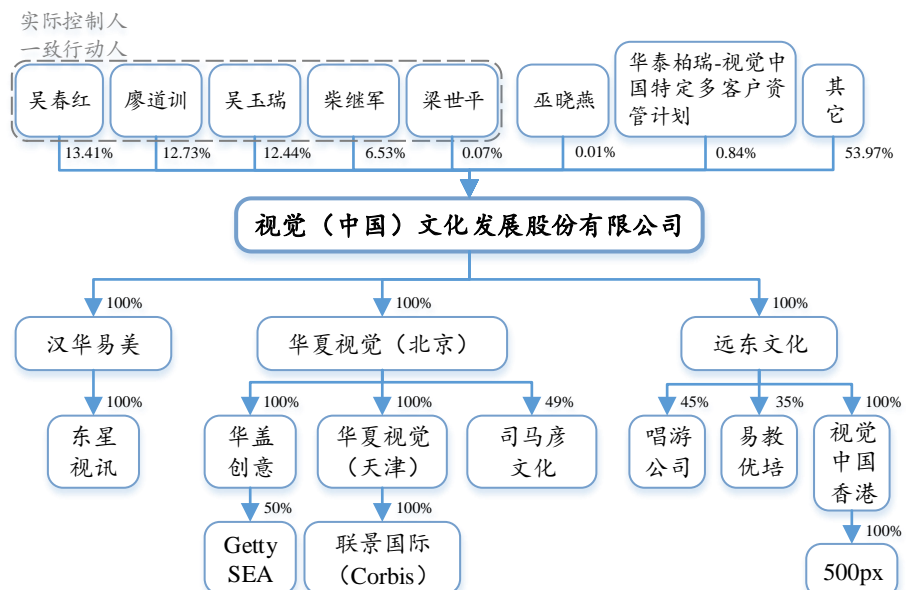 实际控制人
一致行动人
吴春红
廖道训
吴玉瑞
柴继军
梁世平
巫晓燕
华泰柏瑞-视觉中
国特定多客户资
管计划
其
它
13.41%
12.73%
12.44%
6.53%
0.07%
0.01%
0.84%
53.97%
视觉（中国）文化发展股份有限公司
100%
100%
100%
汉华易美
华夏视觉（北京）
远东文化
100%
100%
100%
49%
45%
35%
100%
东星
视讯
华盖
创意
华夏视觉
（天津）
司马彦
文化
唱游
公司
易教
优培
视觉
中国
香港
50%
100%
100%
Getty
SEA
联景国际
（Corbis）
500px